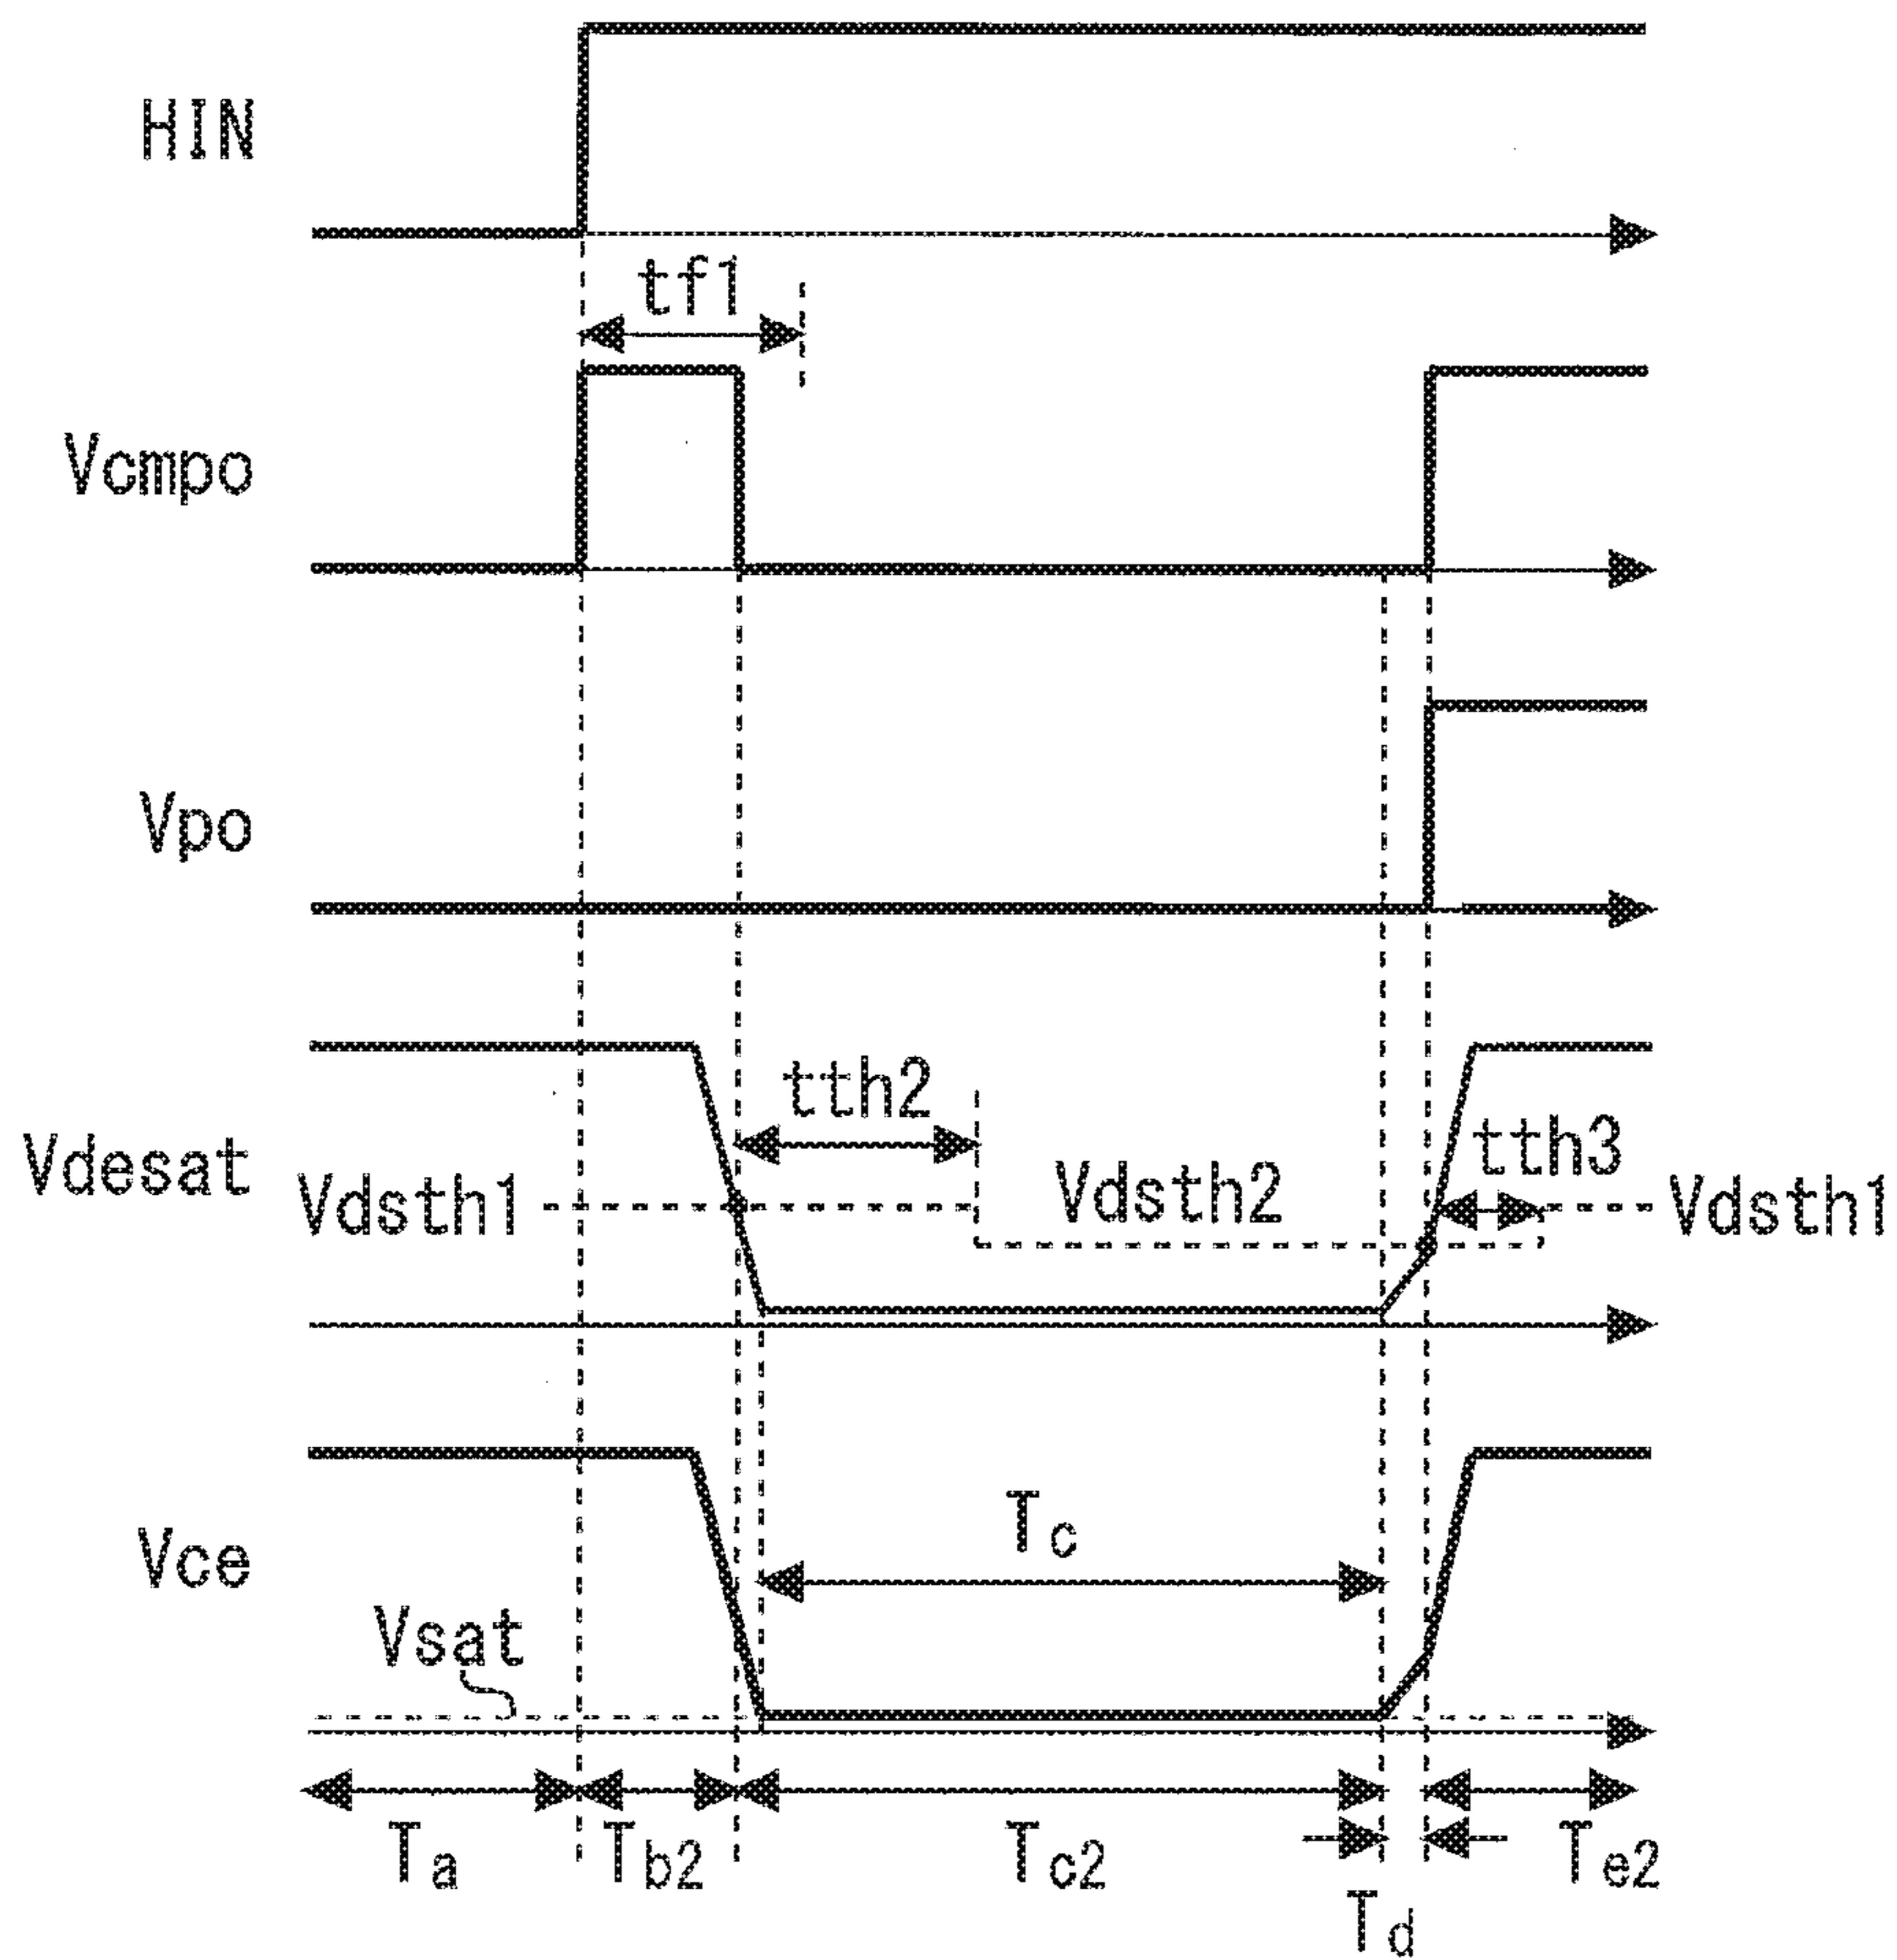 HIN
tf1
Vcmpo
Vpo
tth2
tth3
Vdesat
Vdsth1
Vdsth2
Vdsth1
Tc
Vce
Vsat
Ta
Tb2
Tc2
Te2
Td